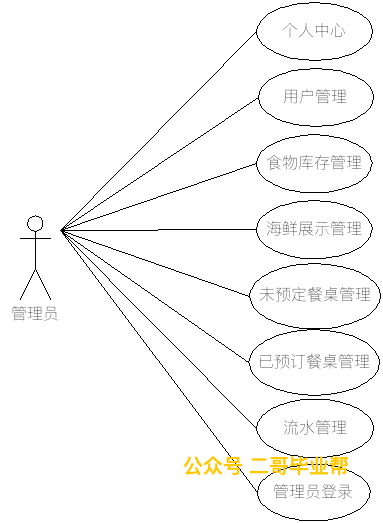 个人中心
用户管理
食物库存管理
海鲜展示管理
未预定餐桌管理
管理员
已预订餐桌管理
流水管理
公众号 二哥毕业帮
管理员登录